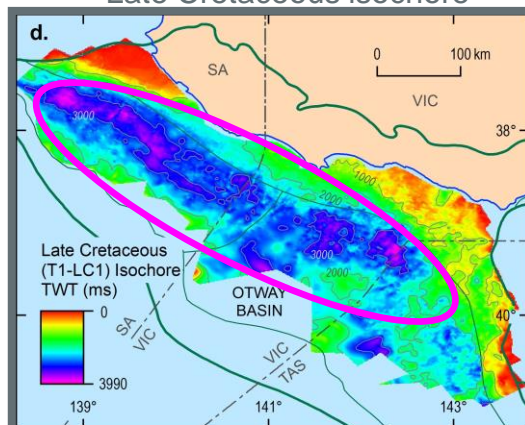 Late Cretaceous isochore
d.
SA
VIC
0 100 km
38°
3000
1000
2000
3000
2000
Late Cretaceous
(T1-LC1) Isochore
TWT (ms)
0
3990
OTWAY
BASIN
SA
VIC
VIC
TAS
40°
139°
141°
143°